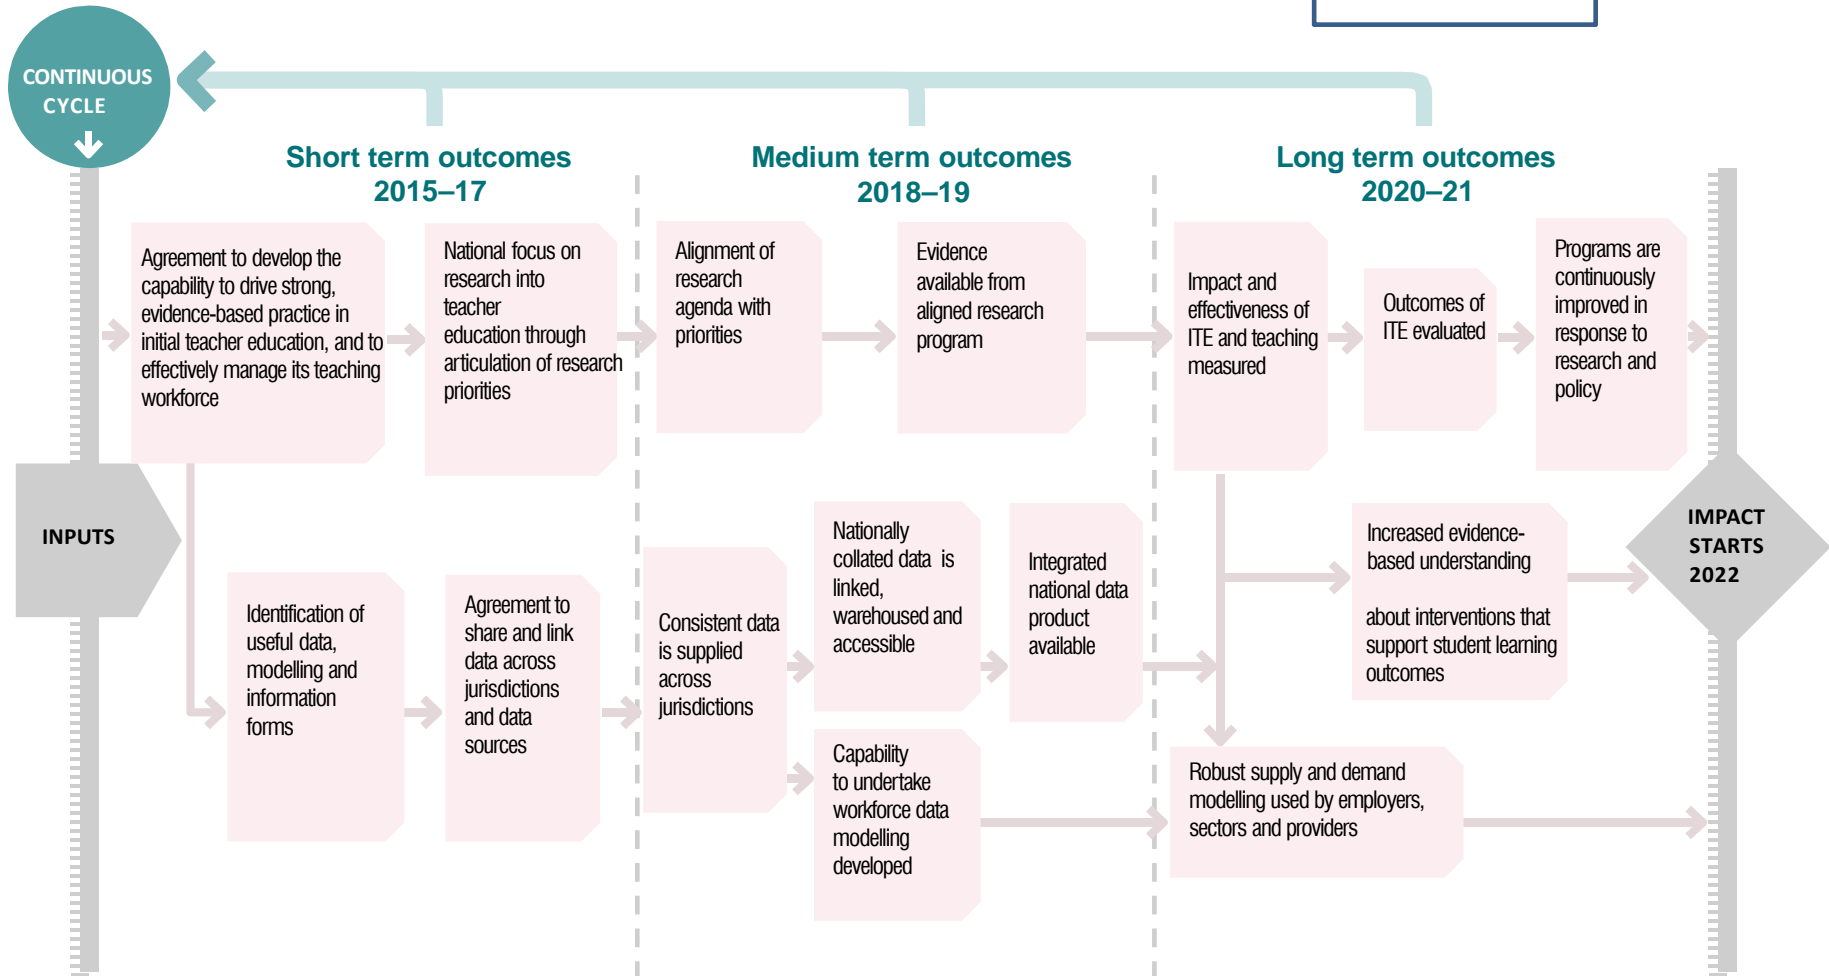 CONTINUOUS
CYCLE
Short term outcomes
2015–17
Medium term outcomes
2018–19
Long term outcomes
2020–21
Agreement to develop the
capability to drive strong,
evidence-based practice in
initial teacher education, and to
effectively manage its teaching
workforce
National focus on
research into
teacher
education through
articulation of research
priorities
Alignment of
research
agenda with
priorities
Evidence
available from
aligned research
program
Impact and
effectiveness of
ITE and teaching
measured
Outcomes of
ITE evaluated
Programs are
continuously
improved in
response to
research and
policy
INPUTS
Identification of
useful data,
modelling and
information
forms
Agreement to
share and link
data across
jurisdictions
and data
sources
Consistent data
is supplied
across
jurisdictions
Nationally
collated data is
linked,
warehoused and
accessible
Integrated
national data
product
available
Capability
to undertake
workforce data
modelling
developed
Increased evidence-
based understanding
about interventions that
support student learning
outcomes
Robust supply and demand
modelling used by employers,
sectors and providers
IMPACT
STARTS
2022